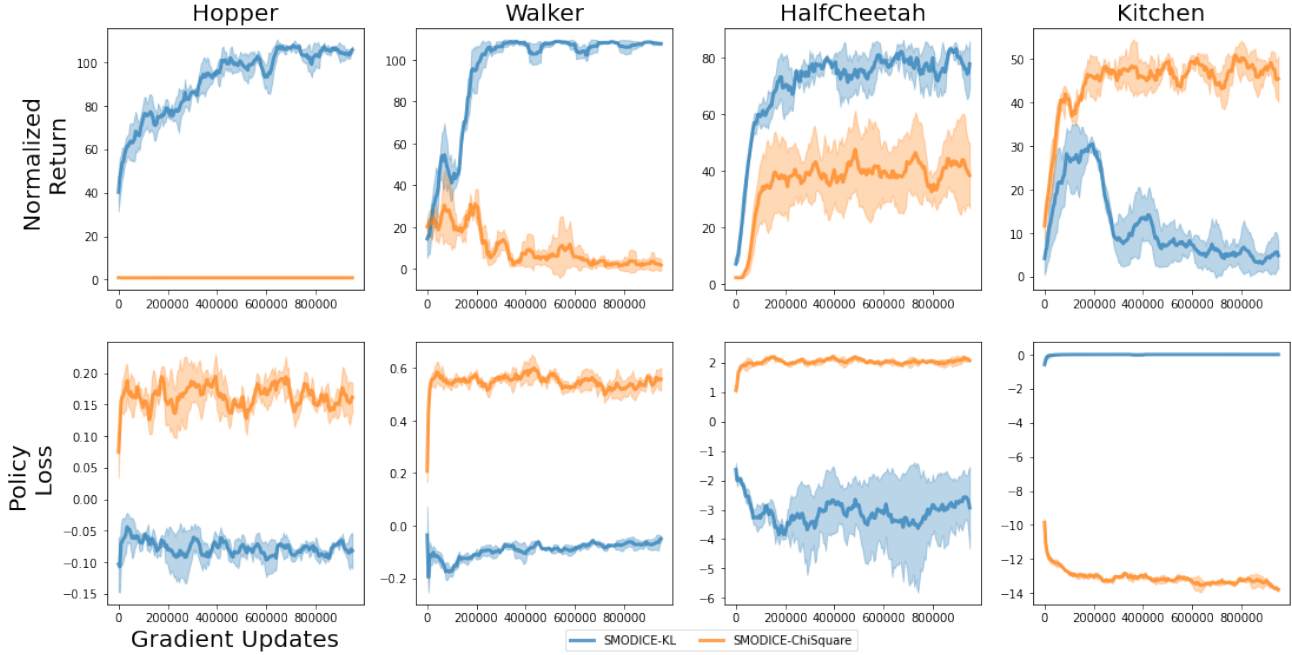 Hopper
Walker
HalfCheetah
Kitchen
Normalized
Return
100
80
60
40
20
0
0 200000 400000 600000 800000
100
80
60
40
20
0
0 200000 400000 600000 800000
80
60
40
20
0
0 200000 400000 600000 800000
50
40
30
20
10
0
0 200000 400000 600000 800000
Policy
Loss
0.20
0.15
0.10
0.05
0.00
−0.05
−0.10
−0.15
0 200000 400000 600000 800000
0.6
0.4
0.2
0.0
−0.2
0 200000 400000 600000 800000
2
1
0
−1
−2
−3
−4
−5
−6
0 200000 400000 600000 800000
0
−2
−4
−6
−8
−10
−12
−14
0 200000 400000 600000 800000
Gradient Updates
SMODICE-KL
SMODICE-ChiSquare